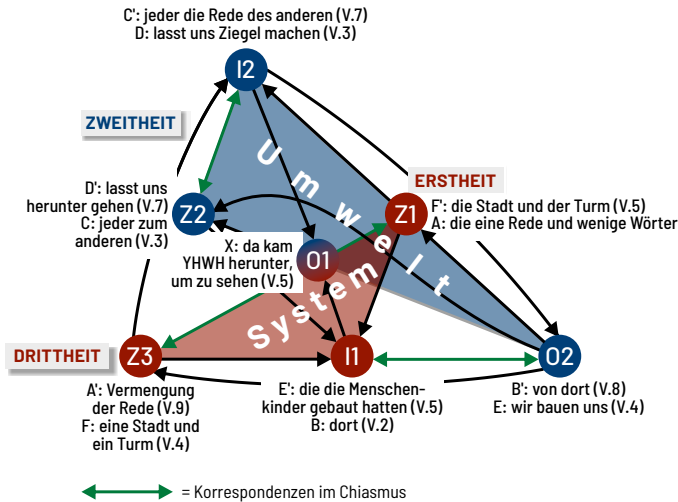 C': jeder die Rede des anderen (V.7)
D: lasst uns Ziegel machen (V.3)
I2
ZWEITHEIT
Umwelt
ERSTHEIT
D': lasst uns
herunter gehen (V.7)
C: jeder zum
anderen (V.3)
Z2
Z1
F': die Stadt und der Turm (V.5)
A: die eine Rede und wenige Wörter
X: da kam
YHWH herunter,
um zu sehen (V.5)
O1
System
DRITTHEIT
Z3
I1
O2
A': Vermengung
der Rede (V.9)
F: eine Stadt und
ein Turm (V.4)
E': die die Menschen-
kinder gebaut hatten (V.5)
B: dort (V.2)
B': von dort (V.8)
E: wir bauen uns (V.4)
= Korrespondenzen im Chiasmus